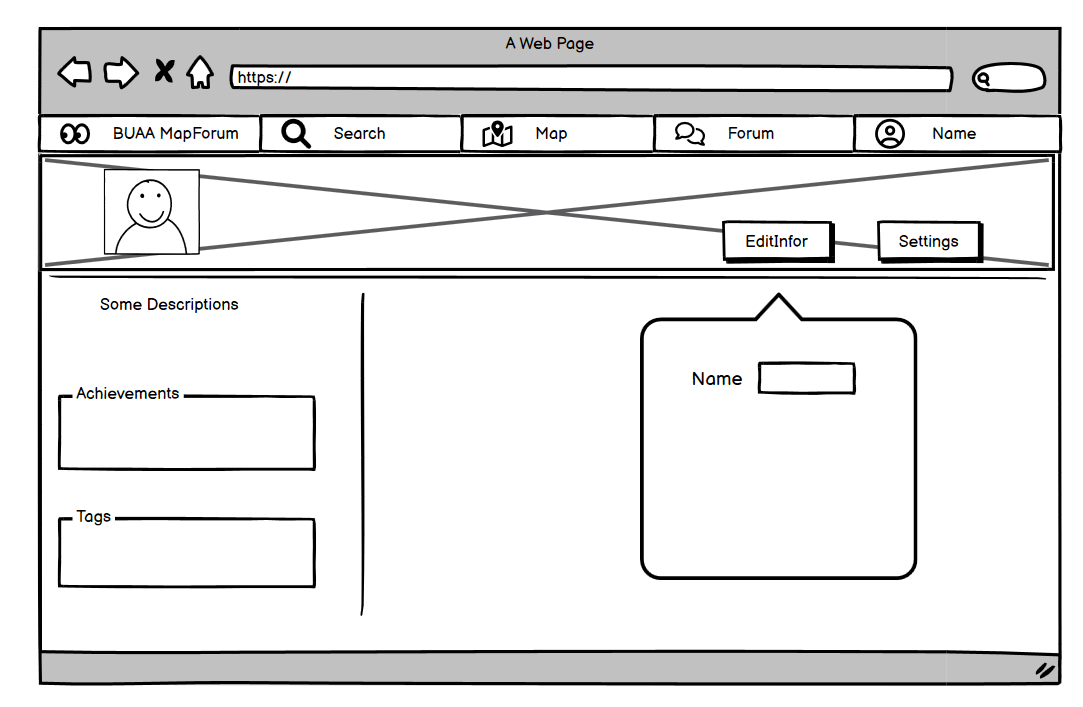 A Web Page
https://
BUAA MapForum
Search
Map
Forum
Name
EditInfor
Settings
Some Descriptions
Name
Achievements
Tags